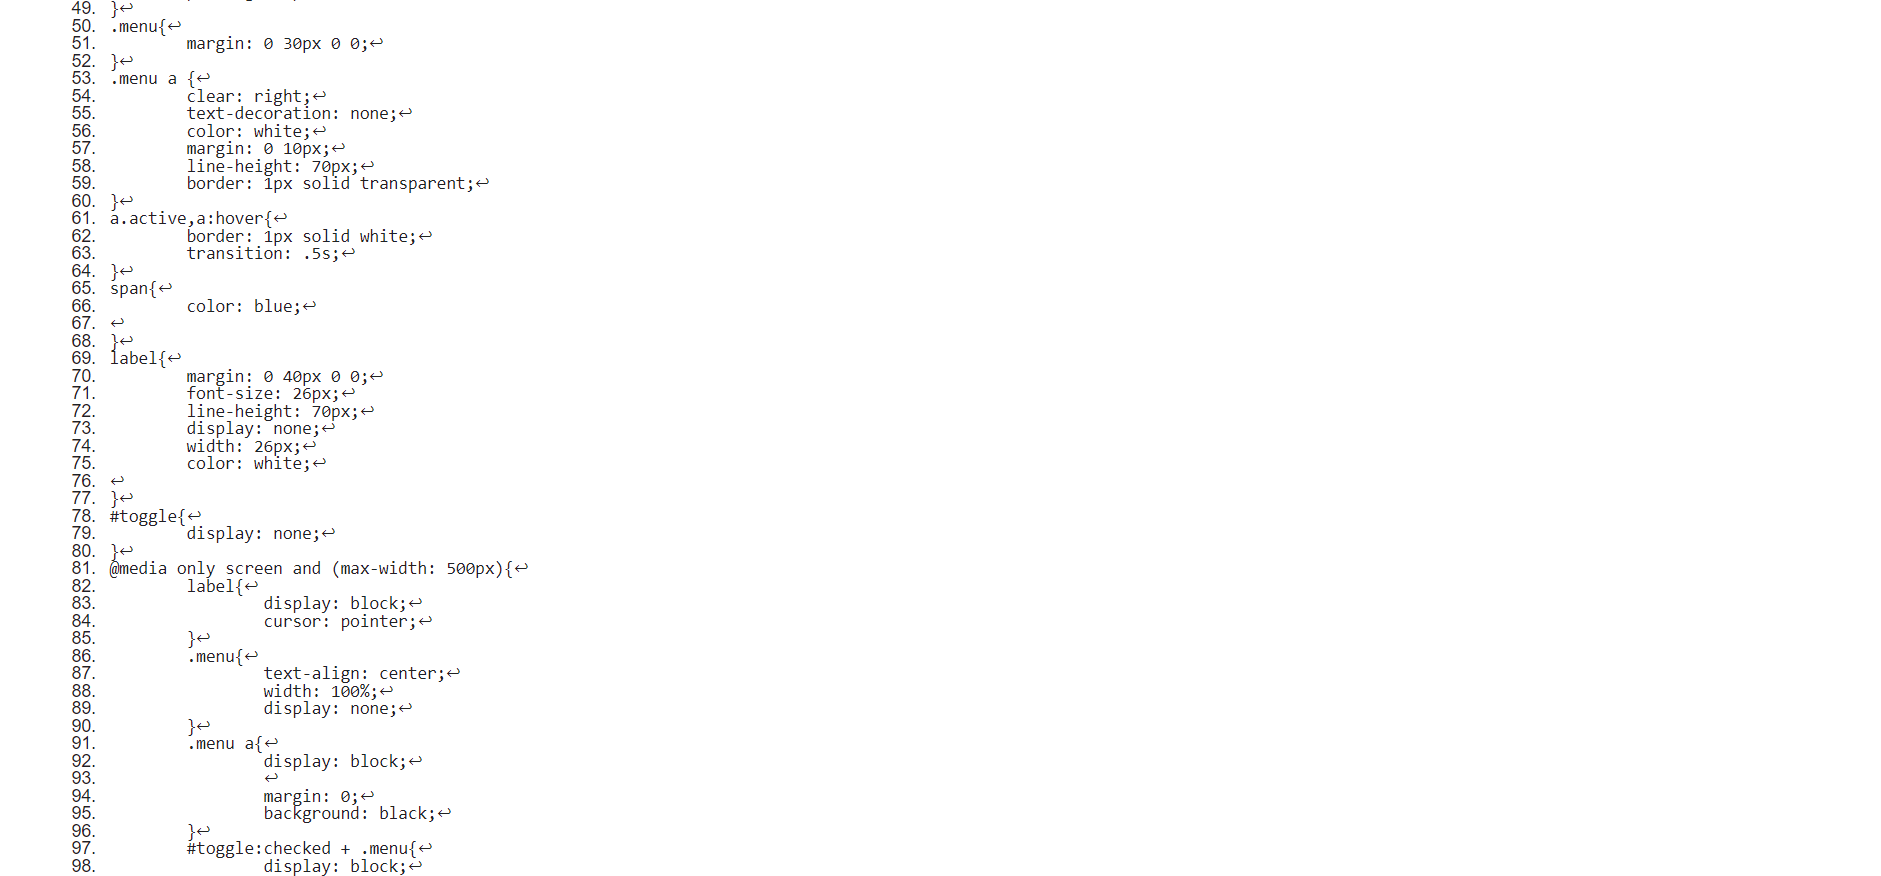 49. }↩
50. .menu{↩
51. margin: 0 30px 0 0;↩
52. }↩
53. .menu a {↩
54. clear: right;↩
55. text-decoration: none;↩
56. color: white;↩
57. margin: 0 10px;↩
58. line-height: 70px;↩
59. border: 1px solid transparent;↩
60. }↩
61. a.active,a:hover{↩
62. border: 1px solid white;↩
63. transition: .5s;↩
64. }↩
65. span{↩
66. color: blue;↩
67. ↩
68. }↩
69. label{↩
70. margin: 0 40px 0 0;↩
71. font-size: 26px;↩
72. line-height: 70px;↩
73. display: none;↩
74. width: 26px;↩
75. color: white;↩
76. ↩
77. }↩
78. #toggle{↩
79. display: none;↩
80. }↩
81. @media only screen and (max-width: 500px){↩
82. label{↩
83. display: block;↩
84. cursor: pointer;↩
85. }↩
86. .menu{↩
87. text-align: center;↩
88. width: 100%;↩
89. display: none;↩
90. }↩
91. .menu a{↩
92. display: block;↩
93. ↩
94. margin: 0;↩
95. background: black;↩
96. }↩
97. #toggle:checked + .menu{↩
98. display: block;↩